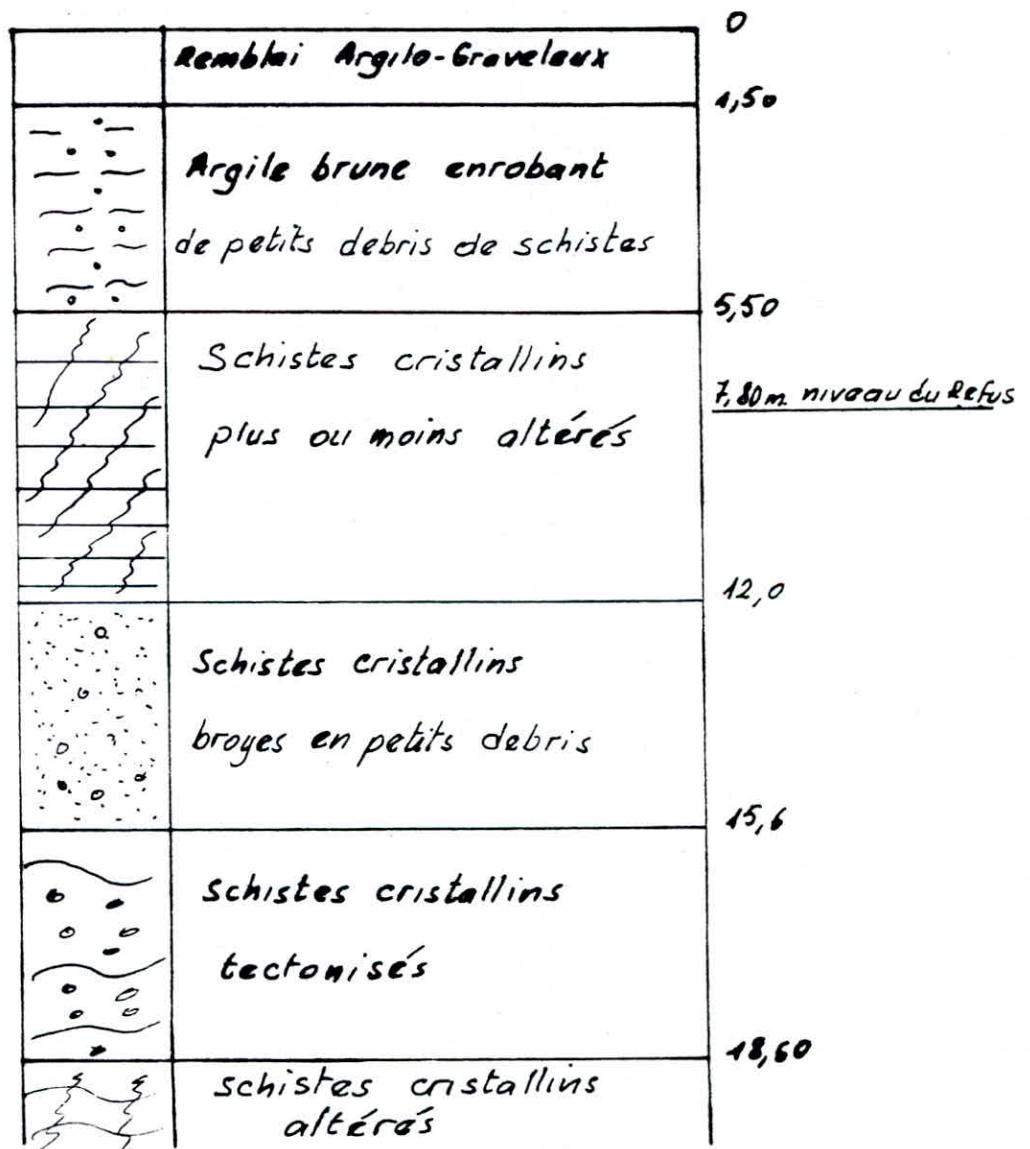 0
Remblai Argilo-Graveleux
1,50
Argile brune enrobant
de petits debris de schistes
5,50
Schistes cristallins
7,80m niveau du Refus
plus ou moins altérés
12,0
Schistes cristallins
broyes en petits debris
15,6
Schistes cristallins
tectonisés
18,60
Schistes cristallins
altérés